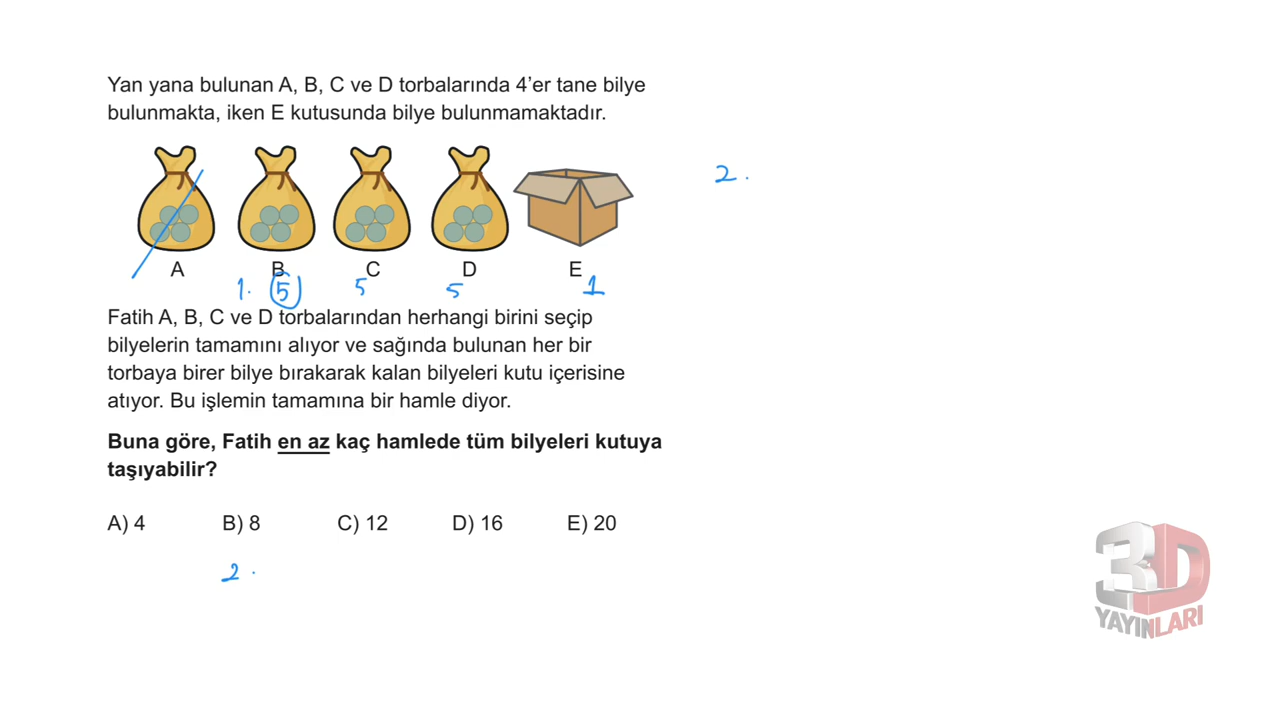 Yan yana bulunan A, B, C ve D torbalarında 4'er tane bilye
bulunmakta, iken E kutusunda bilye bulunmamaktadır.
2.
A B C D E
1. 5 5 5 1
Fatih A, B, C ve D torbalarından herhangi birini seçip
bilyelerin tamamını alıyor ve sağında bulunan her bir
torbaya birer bilye bırakarak kalan bilyeleri kutu içerisine
atıyor. Bu işlemin tamamına bir hamle diyor.
Buna göre, Fatih en az kaç hamlede tüm bilyeleri kutuya
taşıyabilir?
A) 4 B) 8 C) 12 D) 16 E) 20
2.
3D
YAYINLARI